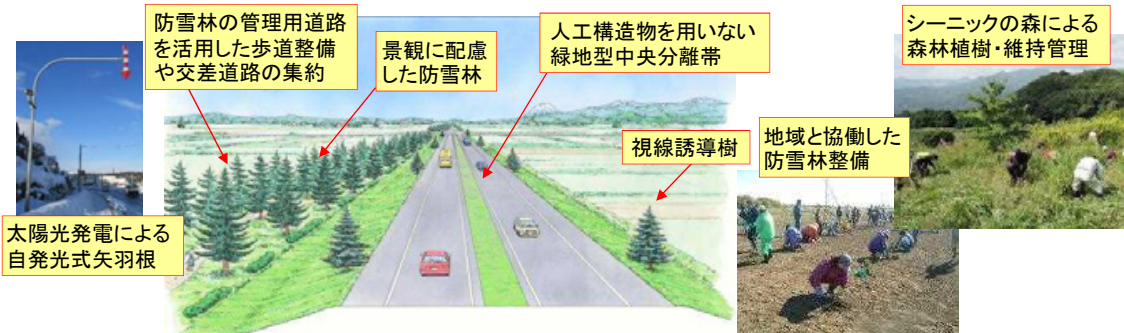 防雪林の管理用道路
を活用した歩道整備
や交差道路の集約
景観に配慮
した防雪林
人工構造物を用いない
緑地型中央分離帯
シーニックの森による
森林植樹・維持管理
視線誘導樹
地域と協働した
防雪林整備
太陽光発電による
自発光式矢羽根